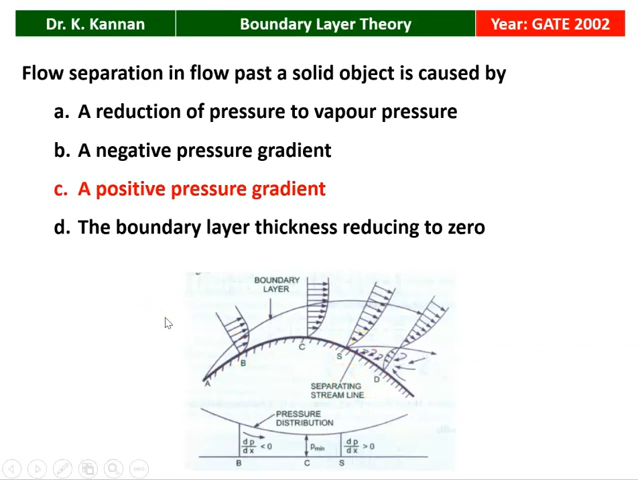 Dr. K. Kannan
Boundary Layer Theory
Year: GATE 2002
Flow separation in flow past a solid object is caused by
a. A reduction of pressure to vapour pressure
b. A negative pressure gradient
c. A positive pressure gradient
d. The boundary layer thickness reducing to zero
BOUNDARY
LAYER
A
B
C
S
D
SEPARATING
STREAM LINE
PRESSURE
DISTRIBUTION
dp/dx < 0
Pmin
dp/dx > 0
B
C
S